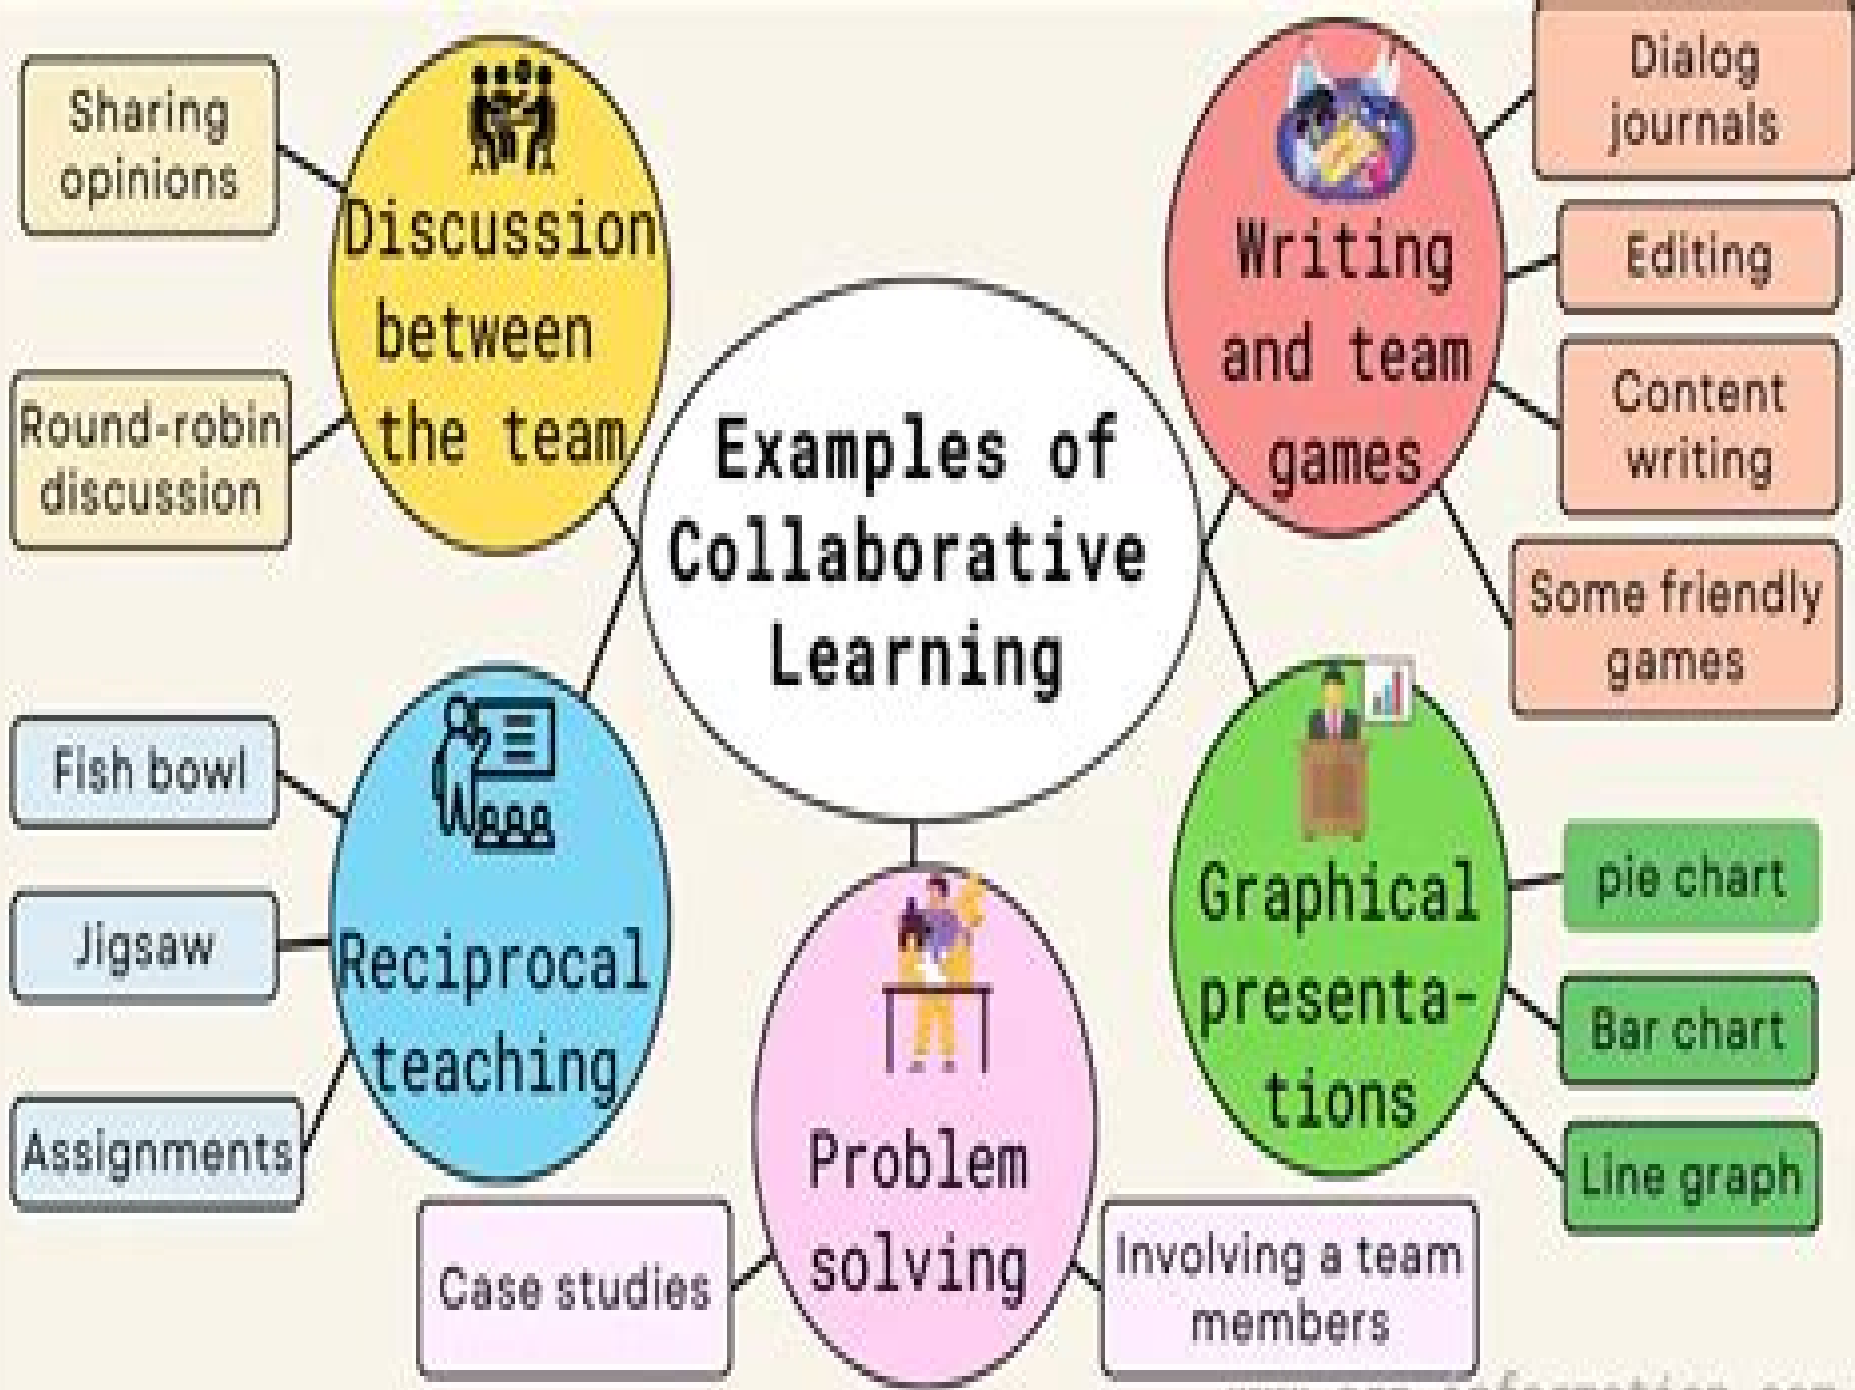 Examples of
Collaborative
Learning
Discussion
between
the team
Sharing
opinions
Round-robin
discussion
Writing
and team
games
Dialog
journals
Editing
Content
writing
Some friendly
games
Reciprocal
teaching
Fish bowl
Jigsaw
Assignments
Problem
solving
Case studies
Involving a team
members
Graphical
presenta-
tions
pie chart
Bar chart
Line graph